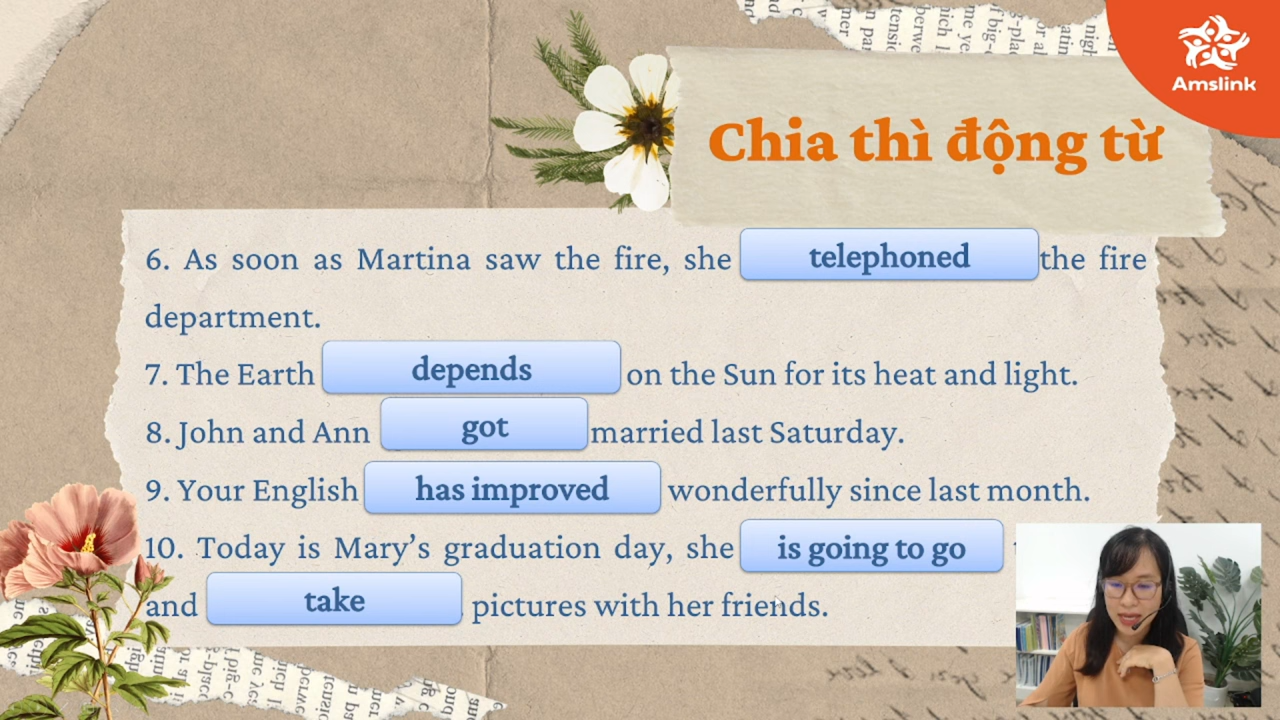 Amslink
Chia thì động từ
6. As soon as Martina saw the fire, she telephoned the fire
department.
7. The Earth depends on the Sun for its heat and light.
8. John and Ann got married last Saturday.
9. Your English has improved wonderfully since last month.
10. Today is Mary’s graduation day, she is going to go
and take pictures with her friends.